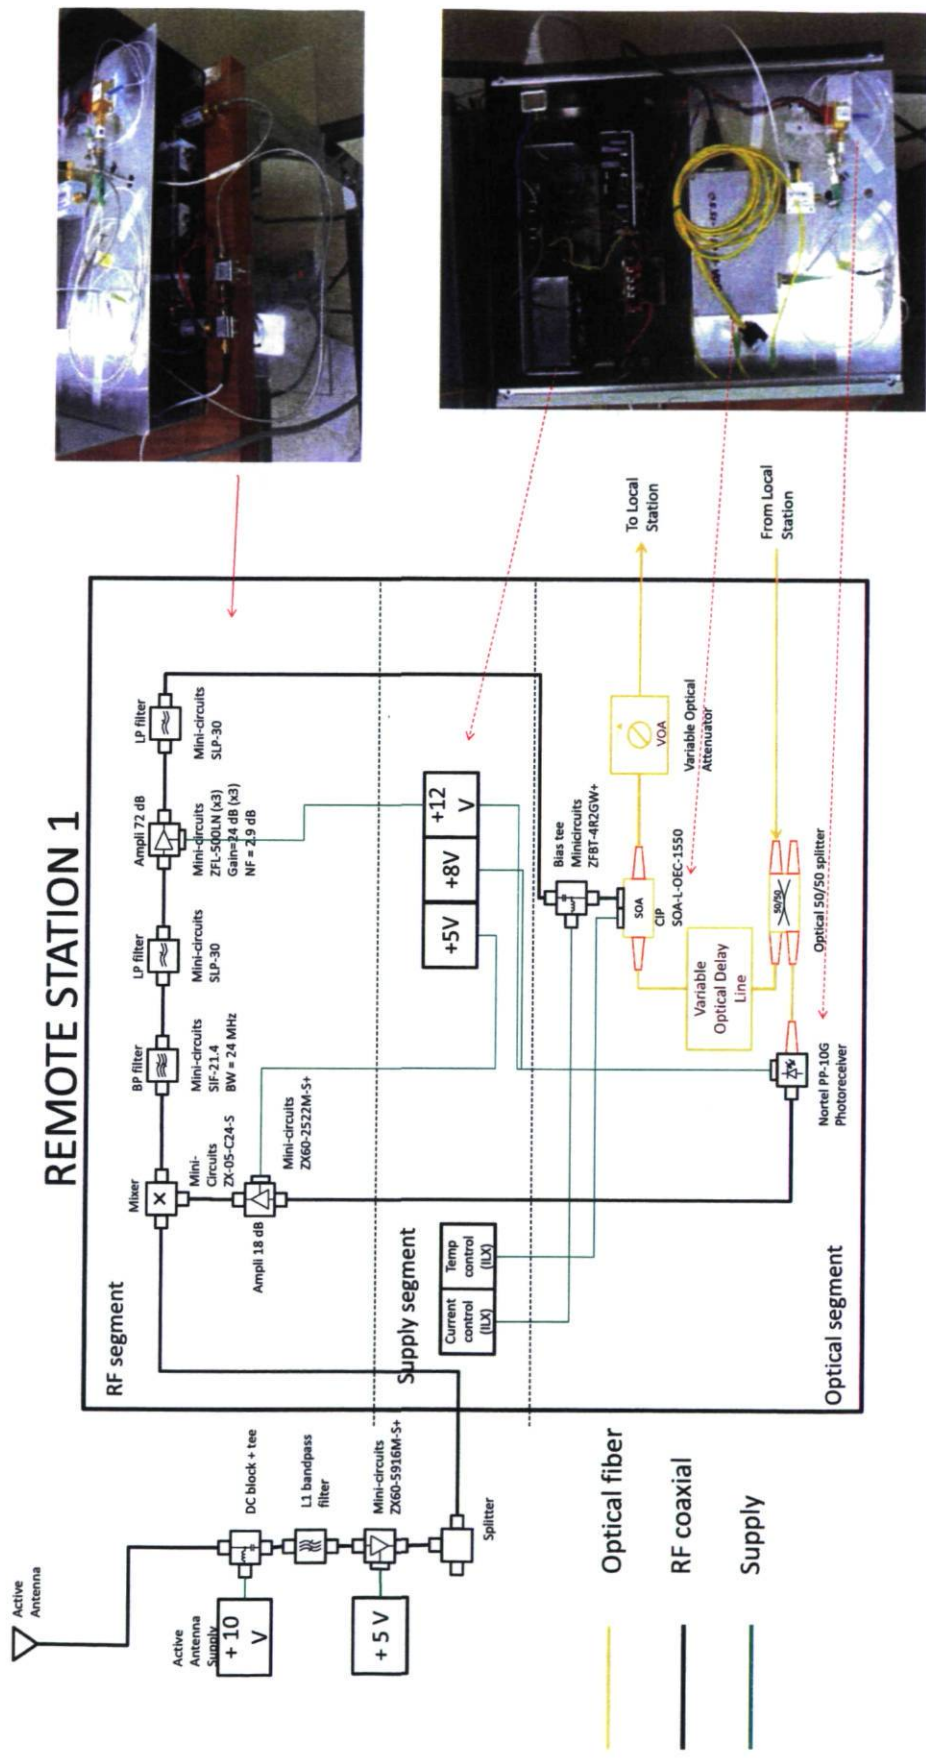 REMOTE STATION 1
Active
Antenna
Active
Antenna
Supply
+ 10
V
DC block + tee
L1 bandpass
filter
+ 5 V
Mini-circuits
ZX60-5916M-S+
Splitter
RF segment
Mixer
Mini-
Circuits
ZX-05-C24-S
BP filter
Mini-circuits
SIF-21.4
BW = 24 MHz
LP filter
Mini-circuits
SLP-30
Ampli 72 dB
Mini-circuits
ZFL-500LN (x3)
Gain=24 dB (x3)
NF = 2,9 dB
LP filter
Mini-circuits
SLP-30
Ampli 18 dB
Mini-circuits
ZX60-2522M-S+
Supply segment
Current
control
(ILX)
Temp
control
(ILX)
+5V
+8V
+12
V
Bias tee
Minicircuits
ZFBT-4R2GW+
SOA
CIP
SOA-L-OEC-1550
VOA
Variable Optical
Attenuator
To Local
Station
Variable
Optical Delay
Line
50/50
Optical 50/50 splitter
From Local
Station
Nortel PP-10G
Photoreceiver
Optical segment
Optical fiber
RF coaxial
Supply